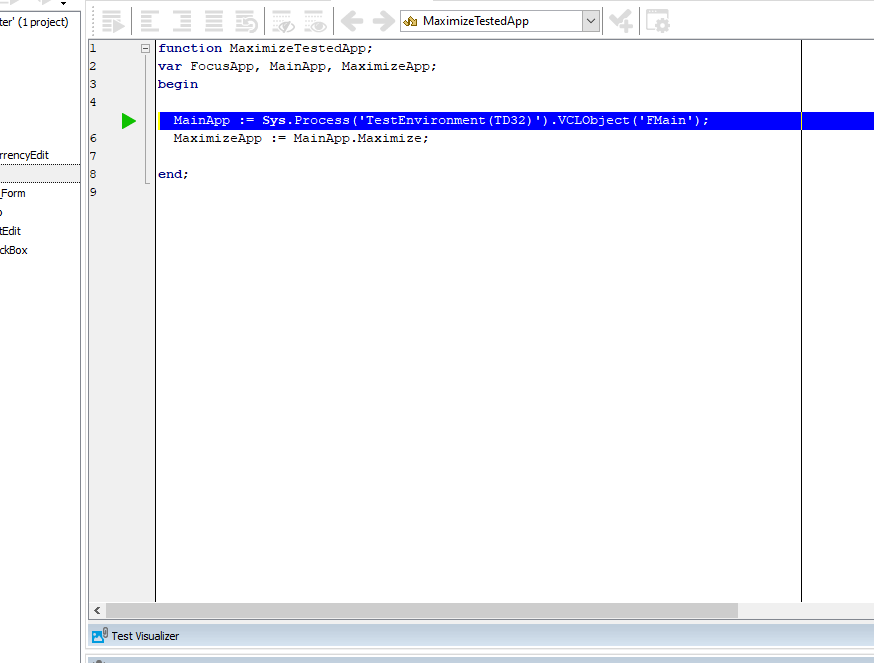 ter' (1 project)
MaximizeTestedApp
rrencyEdit
_Form
o
tEdit
ckBox
1 function MaximizeTestedApp;
2 var FocusApp, MainApp, MaximizeApp;
3 begin
4
MainApp := Sys.Process('TestEnvironment(TD32)').VCLObject('FMain');
6 MaximizeApp := MainApp.Maximize;
7
8 end;
9
Test Visualizer